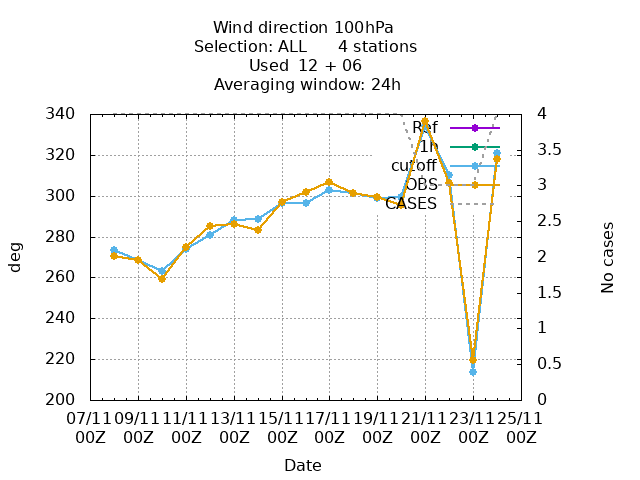 Wind direction 100hPa
Selection: ALL 4 stations
Used 12 + 06
Averaging window: 24h
340
320
300
280
260
240
220
200
deg
4
3.5
3
2.5
2
1.5
1
0.5
0
No cases
Ref
1h
cutoff
OBS
CASES
07/11 09/11 11/11 13/11 15/11 17/11 19/11 21/11 23/11 25/11
00Z 00Z 00Z 00Z 00Z 00Z 00Z 00Z 00Z 00Z
Date